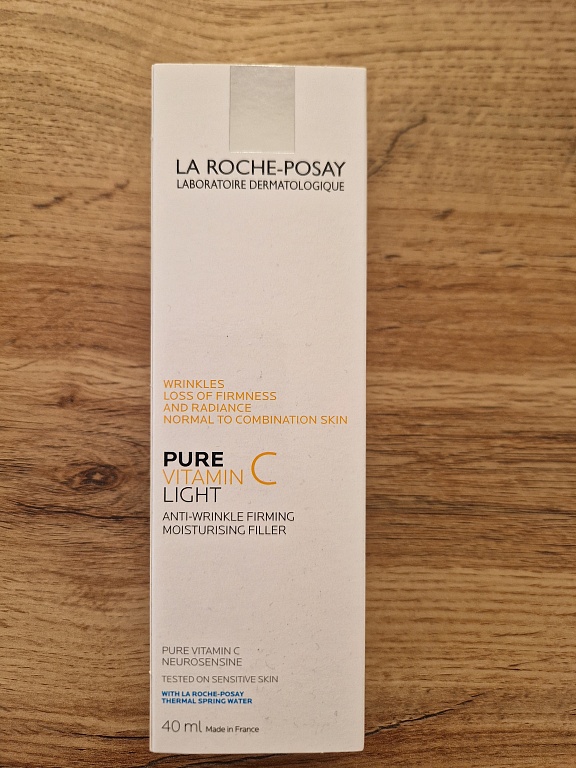 LA ROCHE-POSAY
LABORATOIRE DERMATOLOGIQUE
WRINKLES
LOSS OF FIRMNESS
AND RADIANCE
NORMAL TO COMBINATION SKIN
PURE
VITAMIN C
LIGHT
ANTI-WRINKLE FIRMING
MOISTURISING FILLER
PURE VITAMIN C
NEUROSENSINE
TESTED ON SENSITIVE SKIN
WITH LA ROCHE-POSAY
THERMAL SPRING WATER
40 ml Made in France